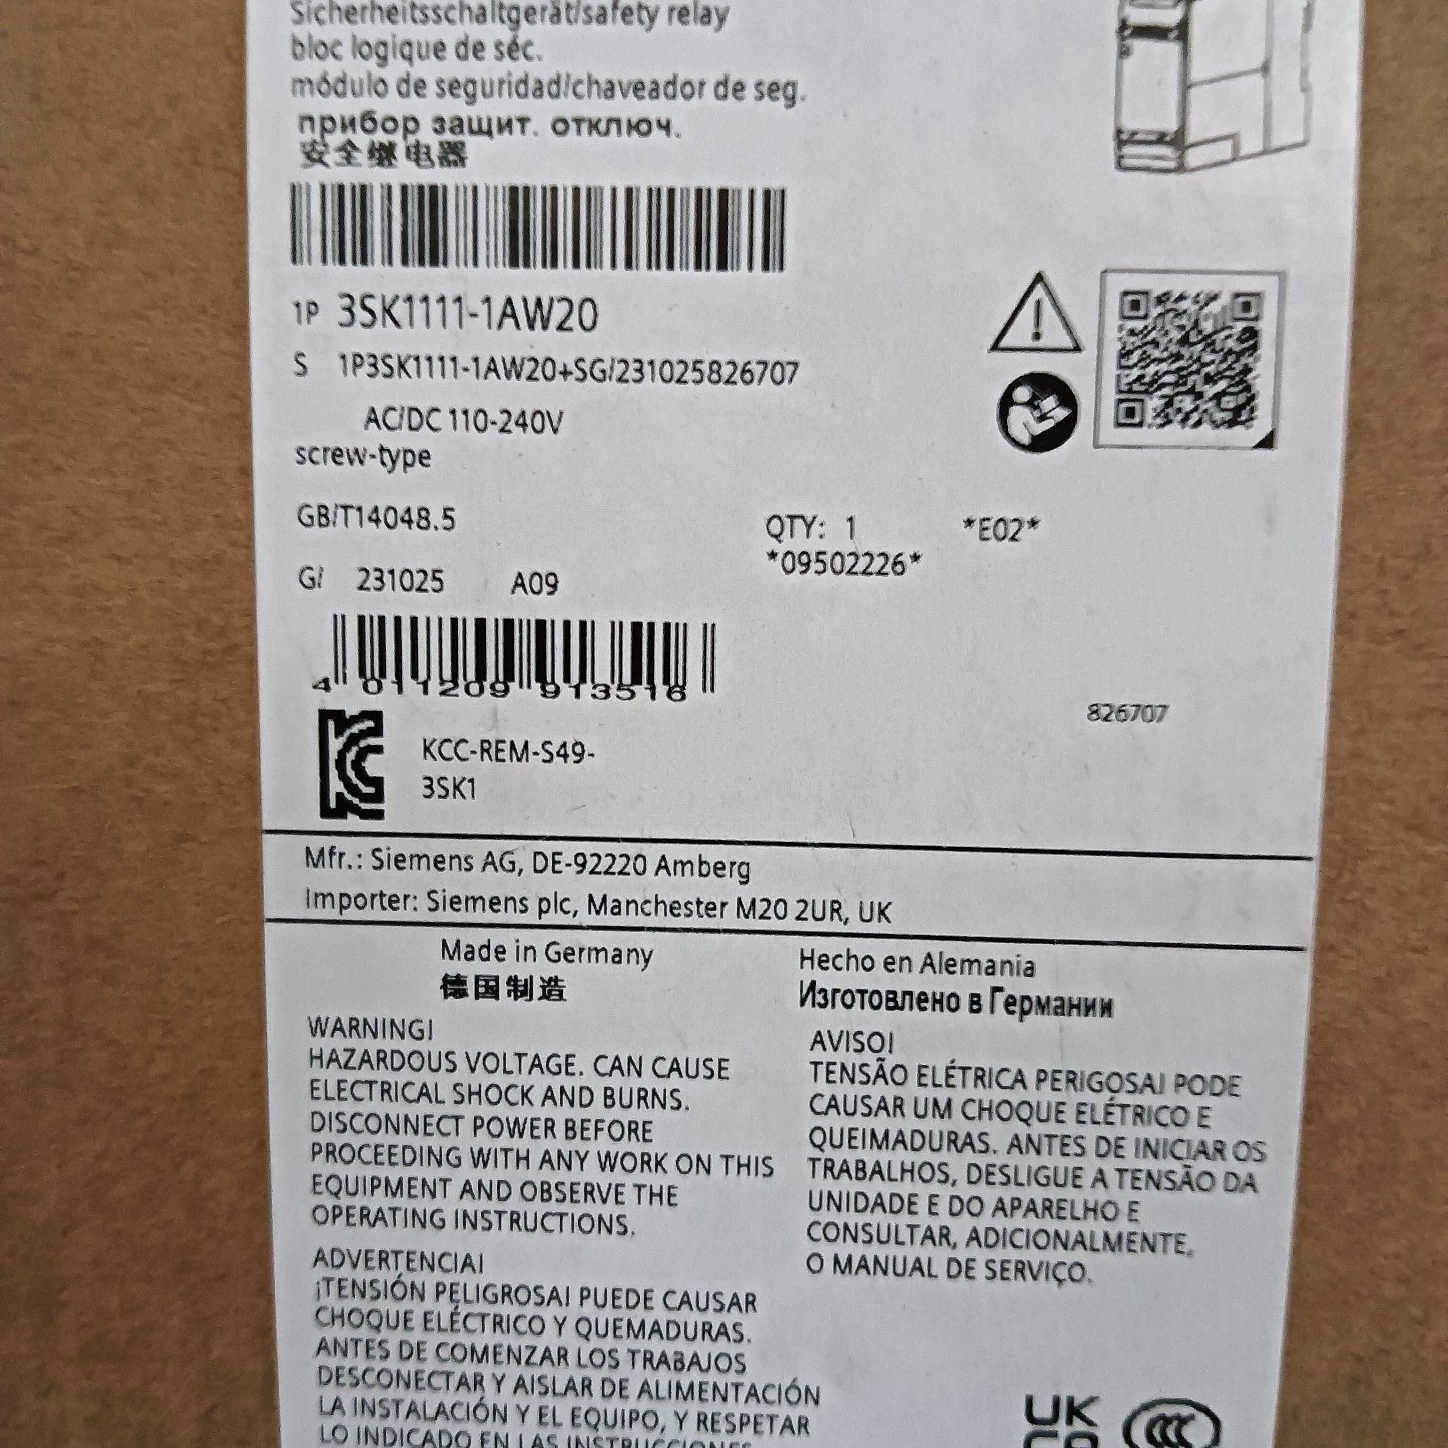 Sicherheitsschaltgerät/safety relay
bloc logique de séc.
módulo de seguridad/chaveador de seg.
прибор защит. отключ.
安全继电器
1P 3SK1111-1AW20
S 1P3SK1111-1AW20+SG/231025826707
AC/DC 110-240V
screw-type
GB/T14048.5
QTY: 1 *E02*
*09502226*
G/ 231025 A09
4 011209 913516
826707
KCC-REM-S49-
3SK1
Mfr.: Siemens AG, DE-92220 Amberg
Importer: Siemens plc, Manchester M20 2UR, UK
Made in Germany
德国制造
Hecho en Alemania
Изготовлено в Германии
WARNING!
HAZARDOUS VOLTAGE. CAN CAUSE
ELECTRICAL SHOCK AND BURNS.
DISCONNECT POWER BEFORE
PROCEEDING WITH ANY WORK ON THIS
EQUIPMENT AND OBSERVE THE
OPERATING INSTRUCTIONS.
ADVERTENCIA!
¡TENSIÓN PELIGROSA! PUEDE CAUSAR
CHOQUE ELÉCTRICO Y QUEMADURAS.
ANTES DE COMENZAR LOS TRABAJOS
DESCONECTAR Y AISLAR DE ALIMENTACIÓN
LA INSTALACIÓN Y EL EQUIPO, Y RESPETAR
LO INDICADO EN LAS INSTRUCCIONES
AVISO!
TENSÃO ELÉTRICA PERIGOSA! PODE
CAUSAR UM CHOQUE ELÉTRICO E
QUEIMADURAS. ANTES DE INICIAR OS
TRABALHOS, DESLIGUE A TENSÃO DA
UNIDADE E DO APARELHO E
CONSULTAR, ADICIONALMENTE,
O MANUAL DE SERVIÇO.
UK
CA
CCC